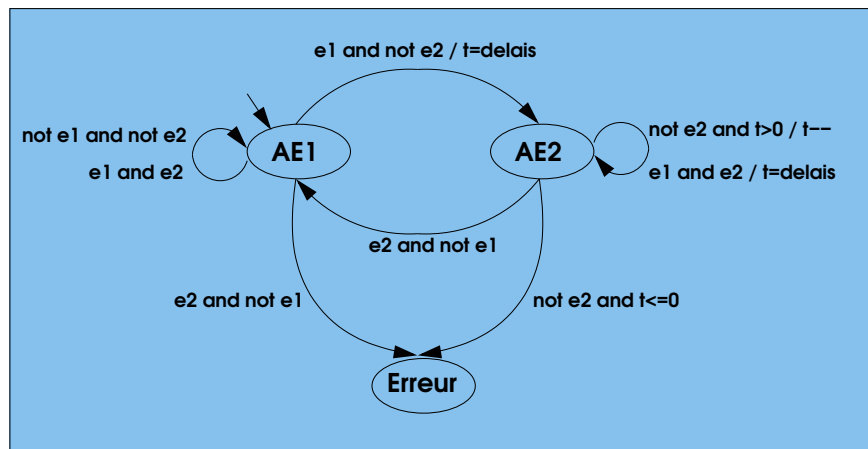 e1 and not e2 / t=delais
not e1 and not e2
e1 and e2
AE1
AE2
not e2 and t>0 / t−−
e1 and e2 / t=delais
e2 and not e1
e2 and not e1
not e2 and t<=0
Erreur